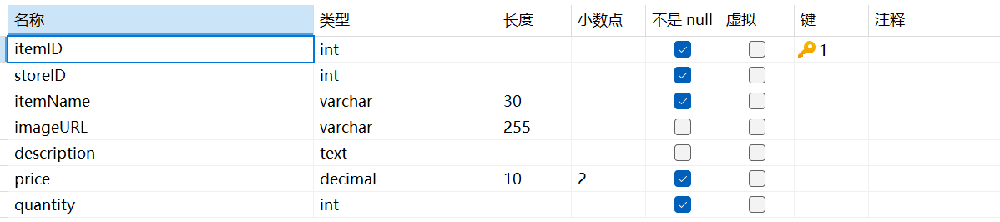 名称 类型 长度 小数点 不是 null 虚拟 键 注释
itemID int 1
storeID int
itemName varchar 30
imageURL varchar 255
description text
price decimal 10 2
quantity int